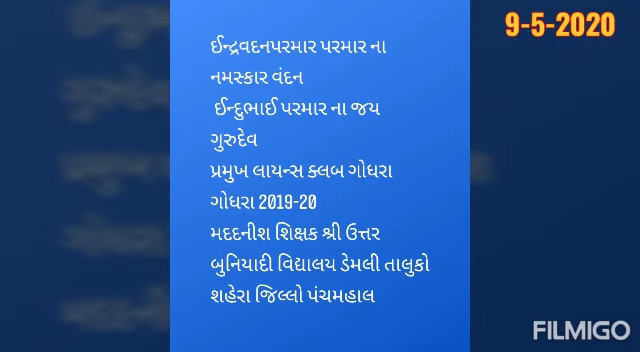 9-5-2020
ઈન્દ્રવદનપરમાર પરમાર ના
નમસ્કાર વંદન
ઈન્દુભાઈ પરમાર ના જય
ગુરુદેવ
પ્રમુખ લાયન્સ ક્લબ ગોધરા
ગોધરા 2019-20
મદદનીશ શિક્ષક શ્રી ઉત્તર
બુનિયાદી વિદ્યાલય ડેમલી તાલુકો
શહેરા જિલ્લો પંચમહાલ
FILMIGO